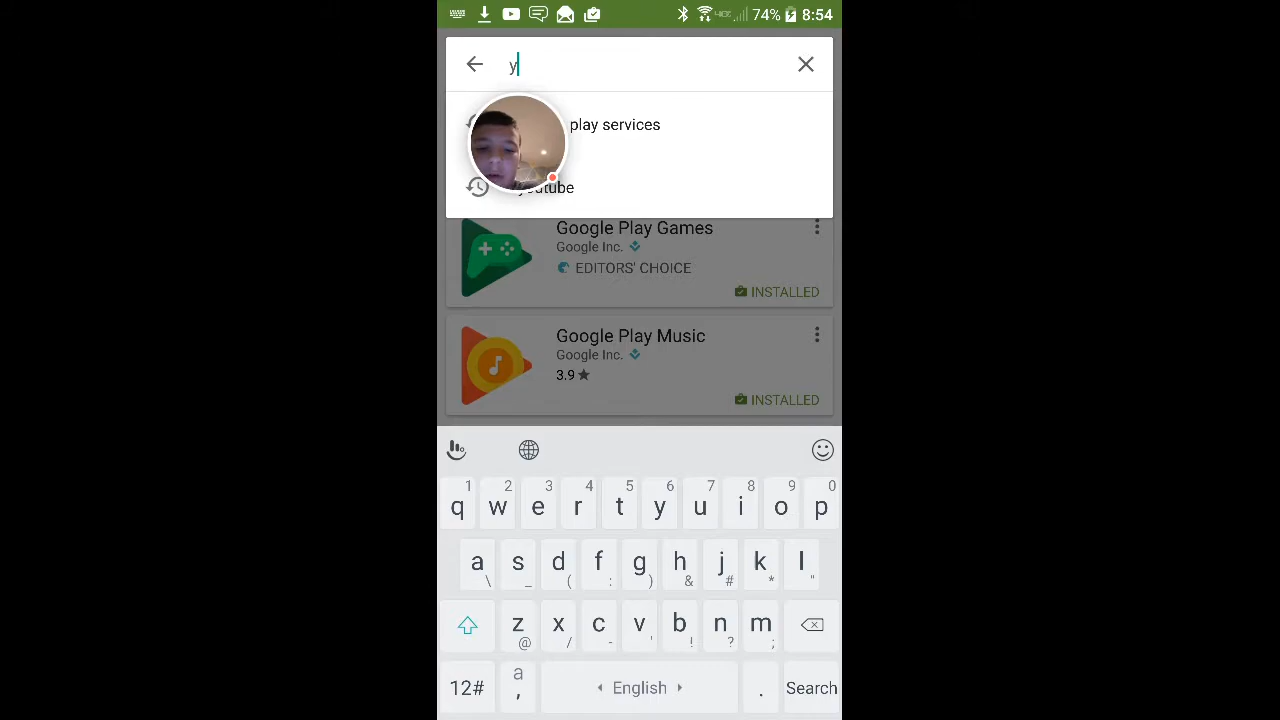 74% 8:54
y
play services
youtube
Google Play Games
Google Inc.
EDITORS' CHOICE
INSTALLED
Google Play Music
Google Inc.
3.9
INSTALLED
1 2 3 4 5 6 7 8 9 0
q w e r t y u i o p
a s d f g h j k l
\ _ ( : ) & # * "
z x c v b n m
@ / - ' ! ? ;
12# a , English . Search